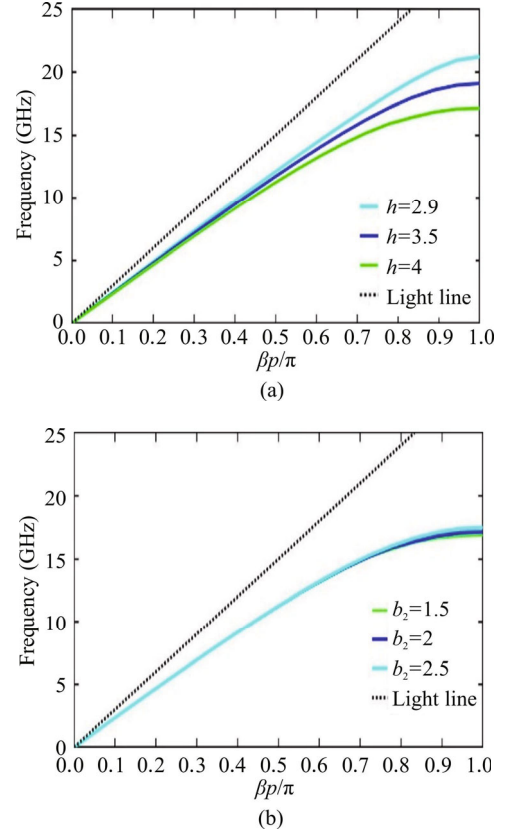 25
20
15
10
5
0
Frequency (GHz)
h=2.9
h=3.5
h=4
Light line
0.0 0.1 0.2 0.3 0.4 0.5 0.6 0.7 0.8 0.9 1.0
βp/π
(a)
25
20
15
10
5
0
Frequency (GHz)
b₂=1.5
b₂=2
b₂=2.5
Light line
0.0 0.1 0.2 0.3 0.4 0.5 0.6 0.7 0.8 0.9 1.0
βp/π
(b)